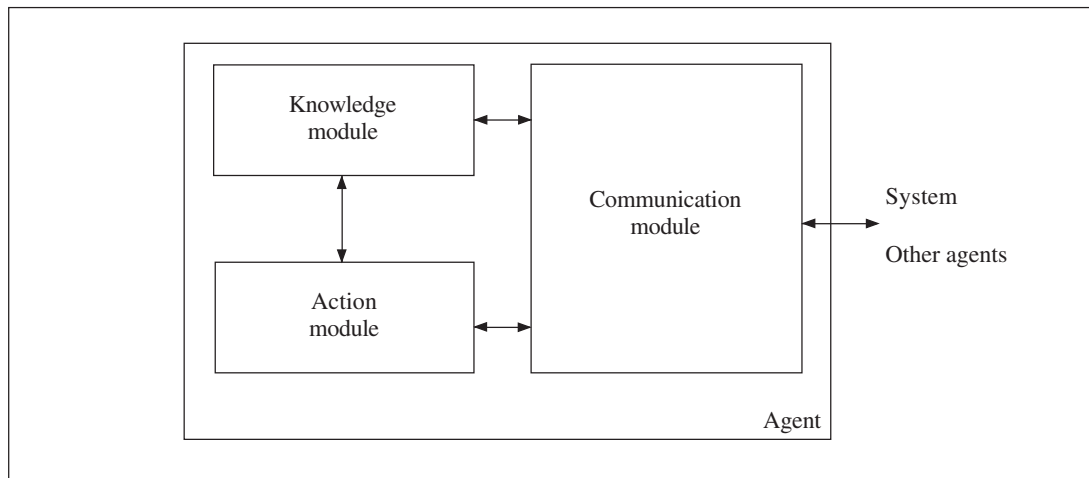 Knowledge
module
Communication
module
System
Other agents
Action
module
Agent